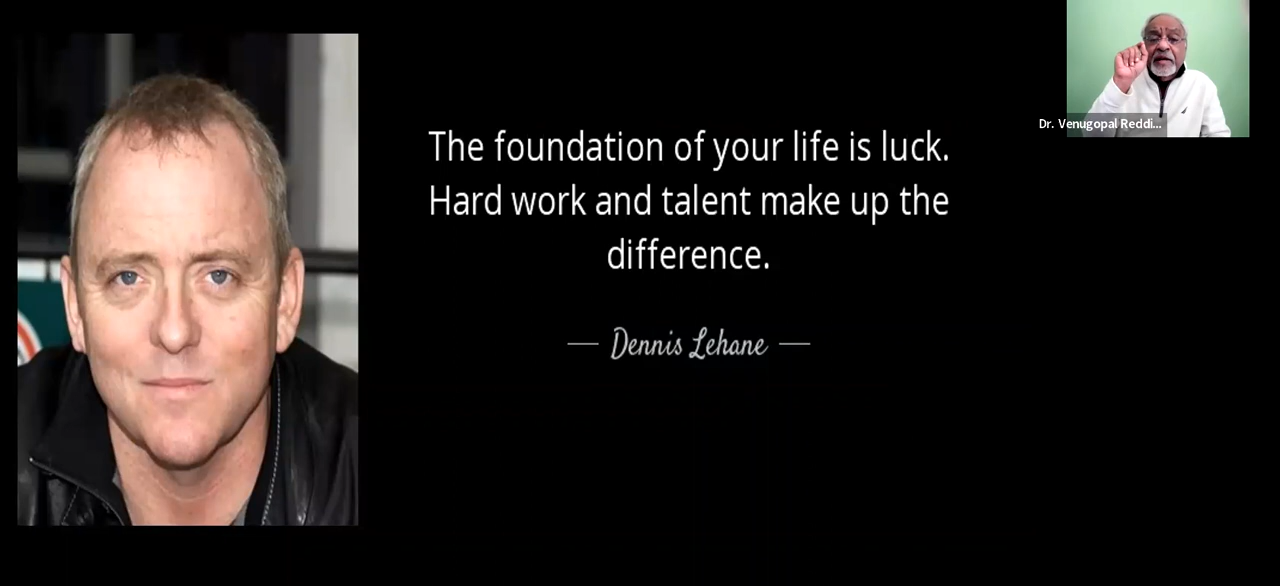 The foundation of your life is luck.
Hard work and talent make up the
difference.
Dennis Lehane
Dr. Venugopal Reddi...